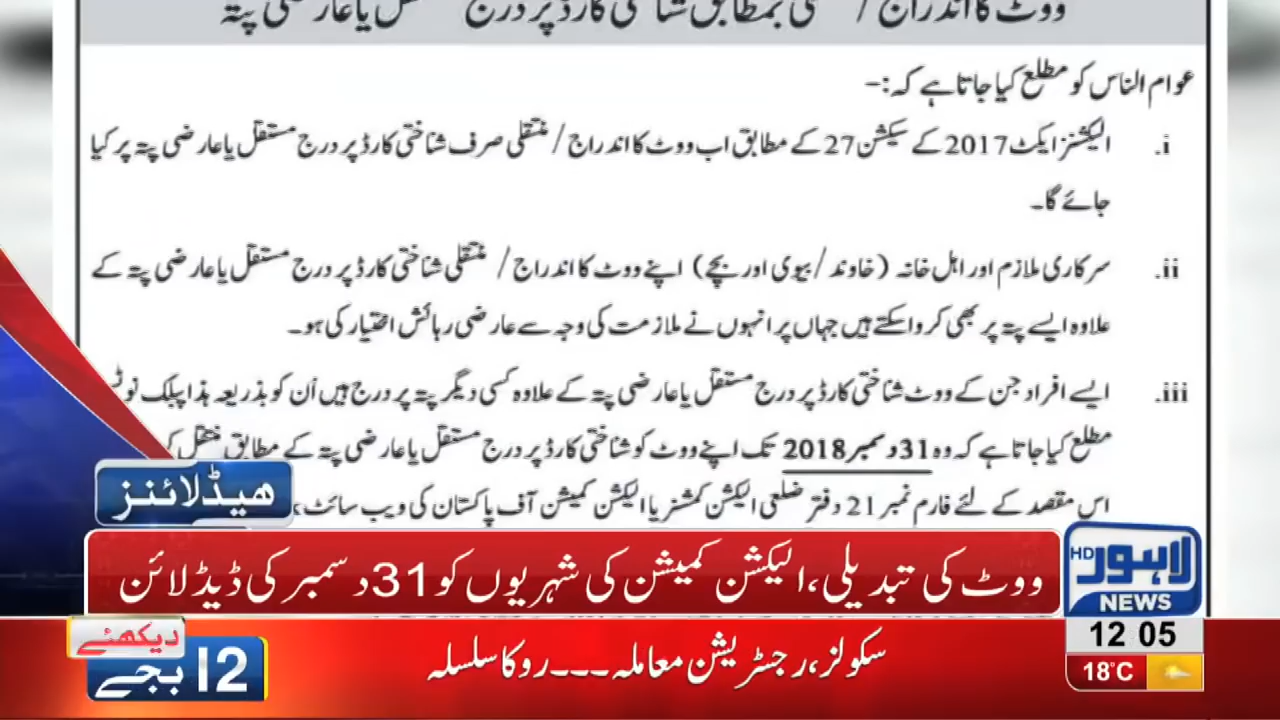 ووٹ کا اندراج / منتقلی بمطابق شناختی کارڈ پر درج مستقل یا عارضی پتہ
عوام الناس کو مطلع کیا جاتا ہے کہ:-
i. الیکشنز ایکٹ 2017 کے سیکشن 27 کے مطابق اب ووٹ کا اندراج / منتقلی صرف شناختی کارڈ پر درج مستقل یا عارضی پتہ پر کیا
جائے گا۔
ii. سرکاری ملازم اور اہل خانہ (خاوند / بیوی اور بچے) اپنے ووٹ کا اندراج / منتقلی شناختی کارڈ پر درج مستقل یا عارضی پتہ کے
علاوہ ایسے پتہ پر بھی کروا سکتے ہیں جہاں پر انہوں نے ملازمت کی وجہ سے عارضی رہائش اختیار کی ہو۔
iii. ایسے افراد جن کے ووٹ شناختی کارڈ پر درج مستقل یا عارضی پتہ کے علاوہ کسی دیگر پتہ پر درج ہیں اُن کو بذریعہ ہذا پبلک
مطلع کیا جاتا ہے کہ وہ 31 دسمبر 2018 تک اپنے ووٹ کو شناختی کارڈ پر درج مستقل یا عارضی پتہ کے مطابق منتقل
اس مقصد کے لئے فارم نمبر 21 دفتر ضلعی الیکشن کمشنر یا الیکشن کمیشن آف پاکستان کی ویب سائٹ،
ھیڈلائنز
ووٹ کی تبدیلی، الیکشن کمیشن کی شہریوں کو 31 دسمبر کی ڈیڈ لائن
لاہور HD
NEWS
12 05
18°C
دیکھئے
12 بجے
سکولز، رجسٹریشن معاملہ۔۔۔ روکا سلسلہ